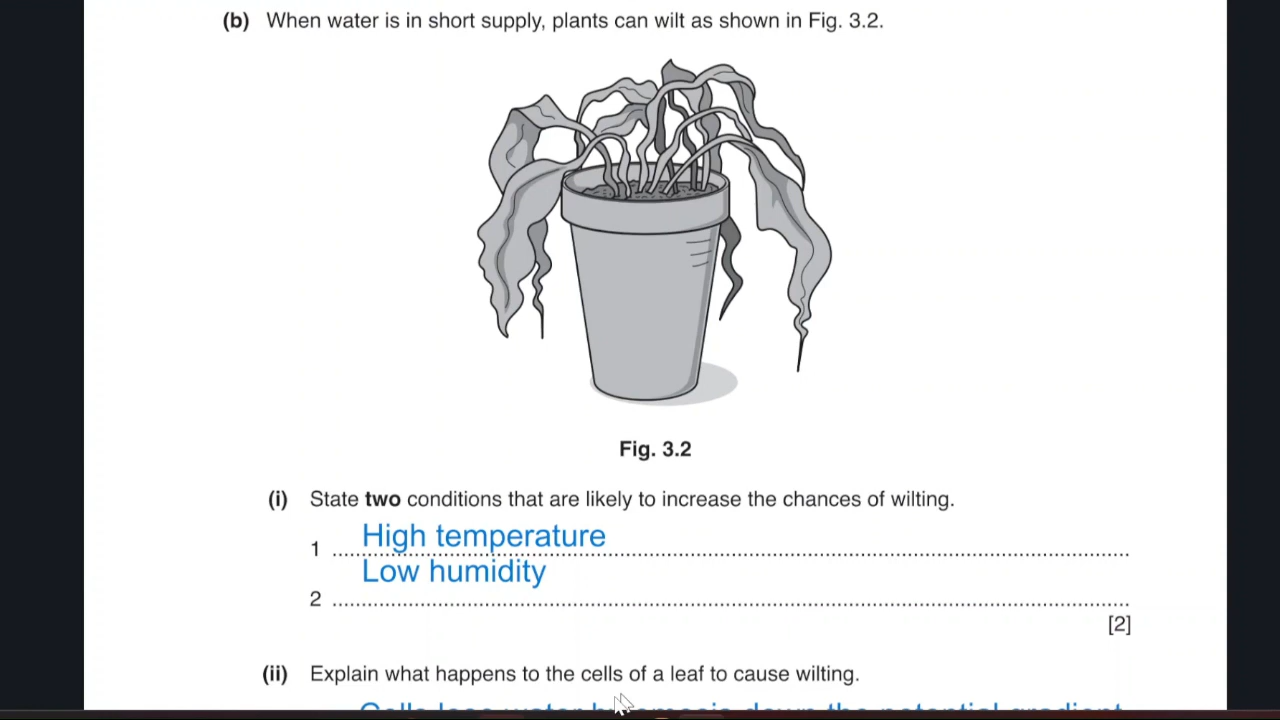 (b) When water is in short supply, plants can wilt as shown in Fig. 3.2.
Fig. 3.2
(i) State two conditions that are likely to increase the chances of wilting.
1 High temperature
Low humidity
2
[2]
(ii) Explain what happens to the cells of a leaf to cause wilting.